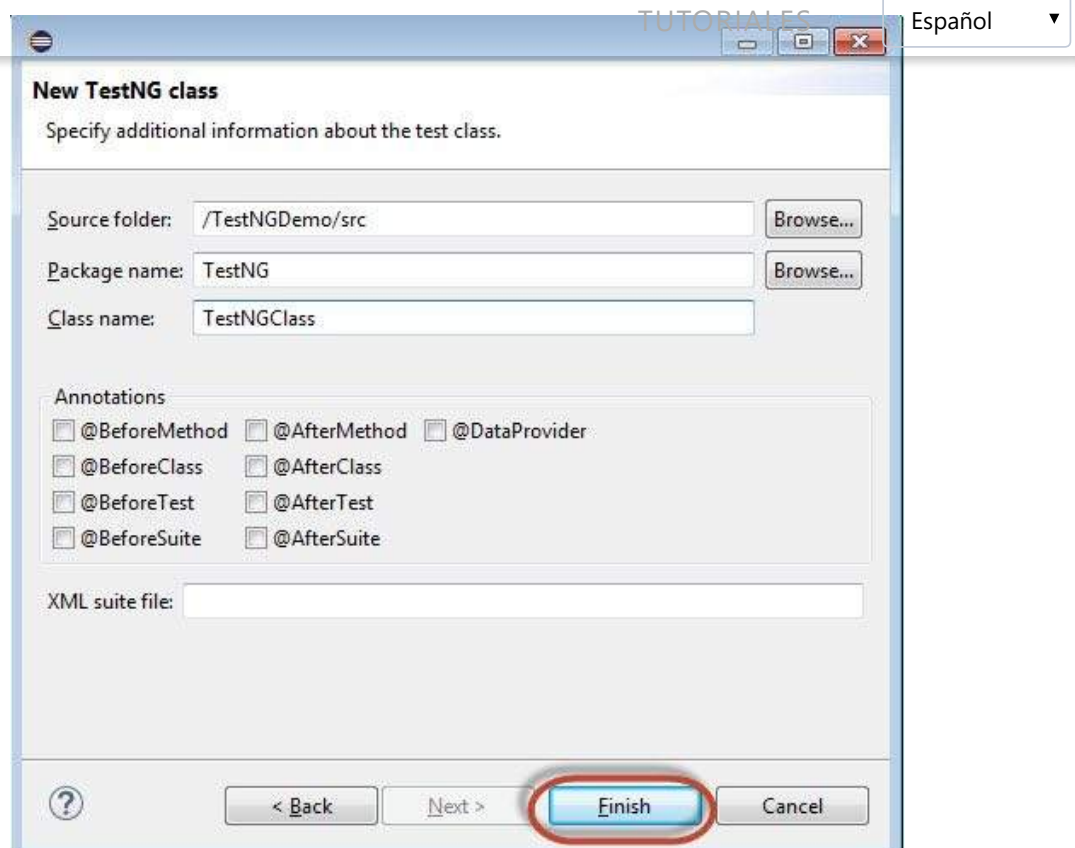 TUTORIALES
Español
New TestNG class
Specify additional information about the test class.
Source folder: /TestNGDemo/src Browse...
Package name: TestNG Browse...
Class name: TestNGClass
Annotations
@BeforeMethod @AfterMethod @DataProvider
@BeforeClass @AfterClass
@BeforeTest @AfterTest
@BeforeSuite @AfterSuite
XML suite file:
? < Back Next > Finish Cancel